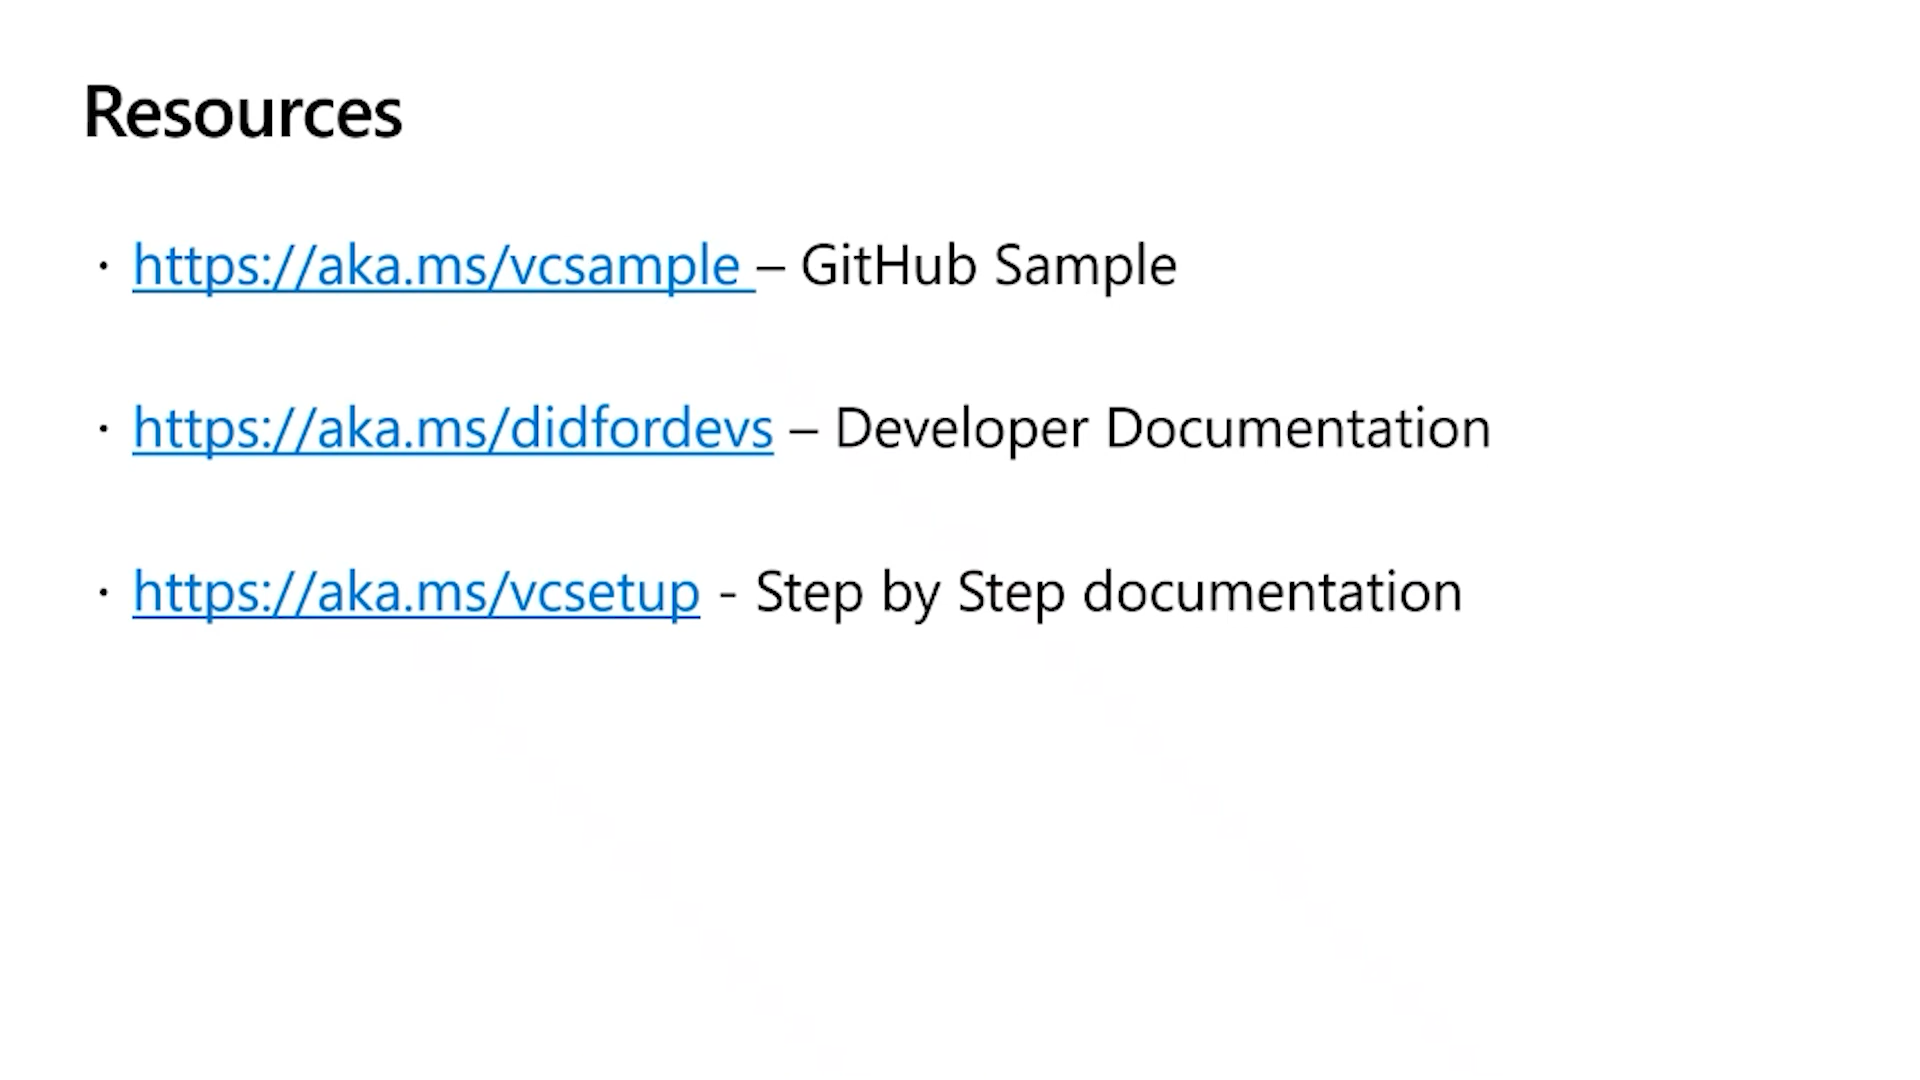 Resources
· https://aka.ms/vcsample – GitHub Sample
· https://aka.ms/didfordevs – Developer Documentation
· https://aka.ms/vcsetup - Step by Step documentation